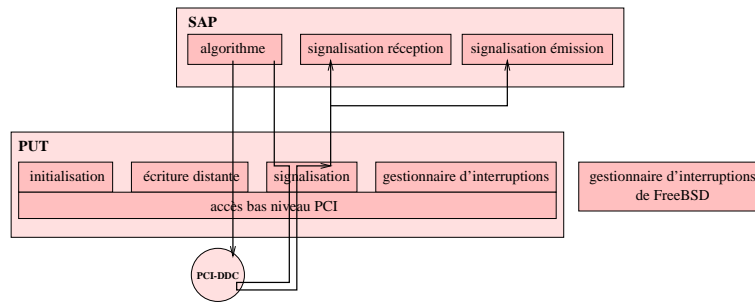 SAP
algorithme
signalisation réception
signalisation émission
PUT
initialisation
écriture distante
signalisation
gestionnaire d'interruptions
gestionnaire d'interruptions
de FreeBSD
accès bas niveau PCI
PCI-DDC